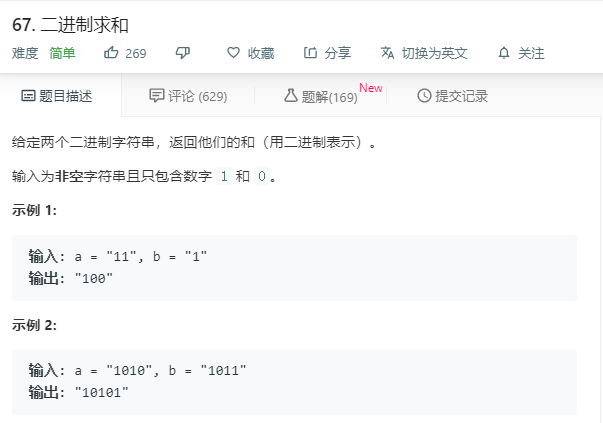 67. 二进制求和
难度 简单 269 收藏 分享 切换为英文 关注
题目描述 评论 (629) 题解(169) New 提交记录
给定两个二进制字符串，返回他们的和（用二进制表示）。
输入为非空字符串且只包含数字 1 和 0。
示例 1:
输入: a = "11", b = "1"
输出: "100"
示例 2:
输入: a = "1010", b = "1011"
输出: "10101"